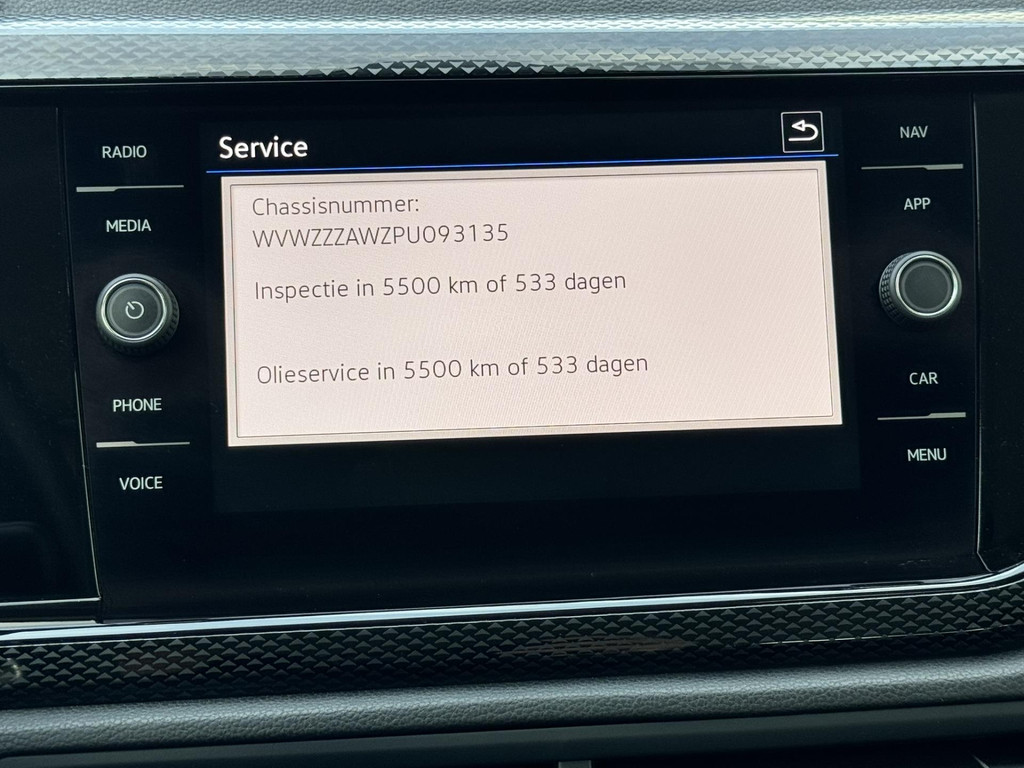 RADIO
MEDIA
PHONE
VOICE
Service
Chassisnummer:
WVWZZZAWZPU093135
Inspectie in 5500 km of 533 dagen
Olieservice in 5500 km of 533 dagen
NAV
APP
CAR
MENU